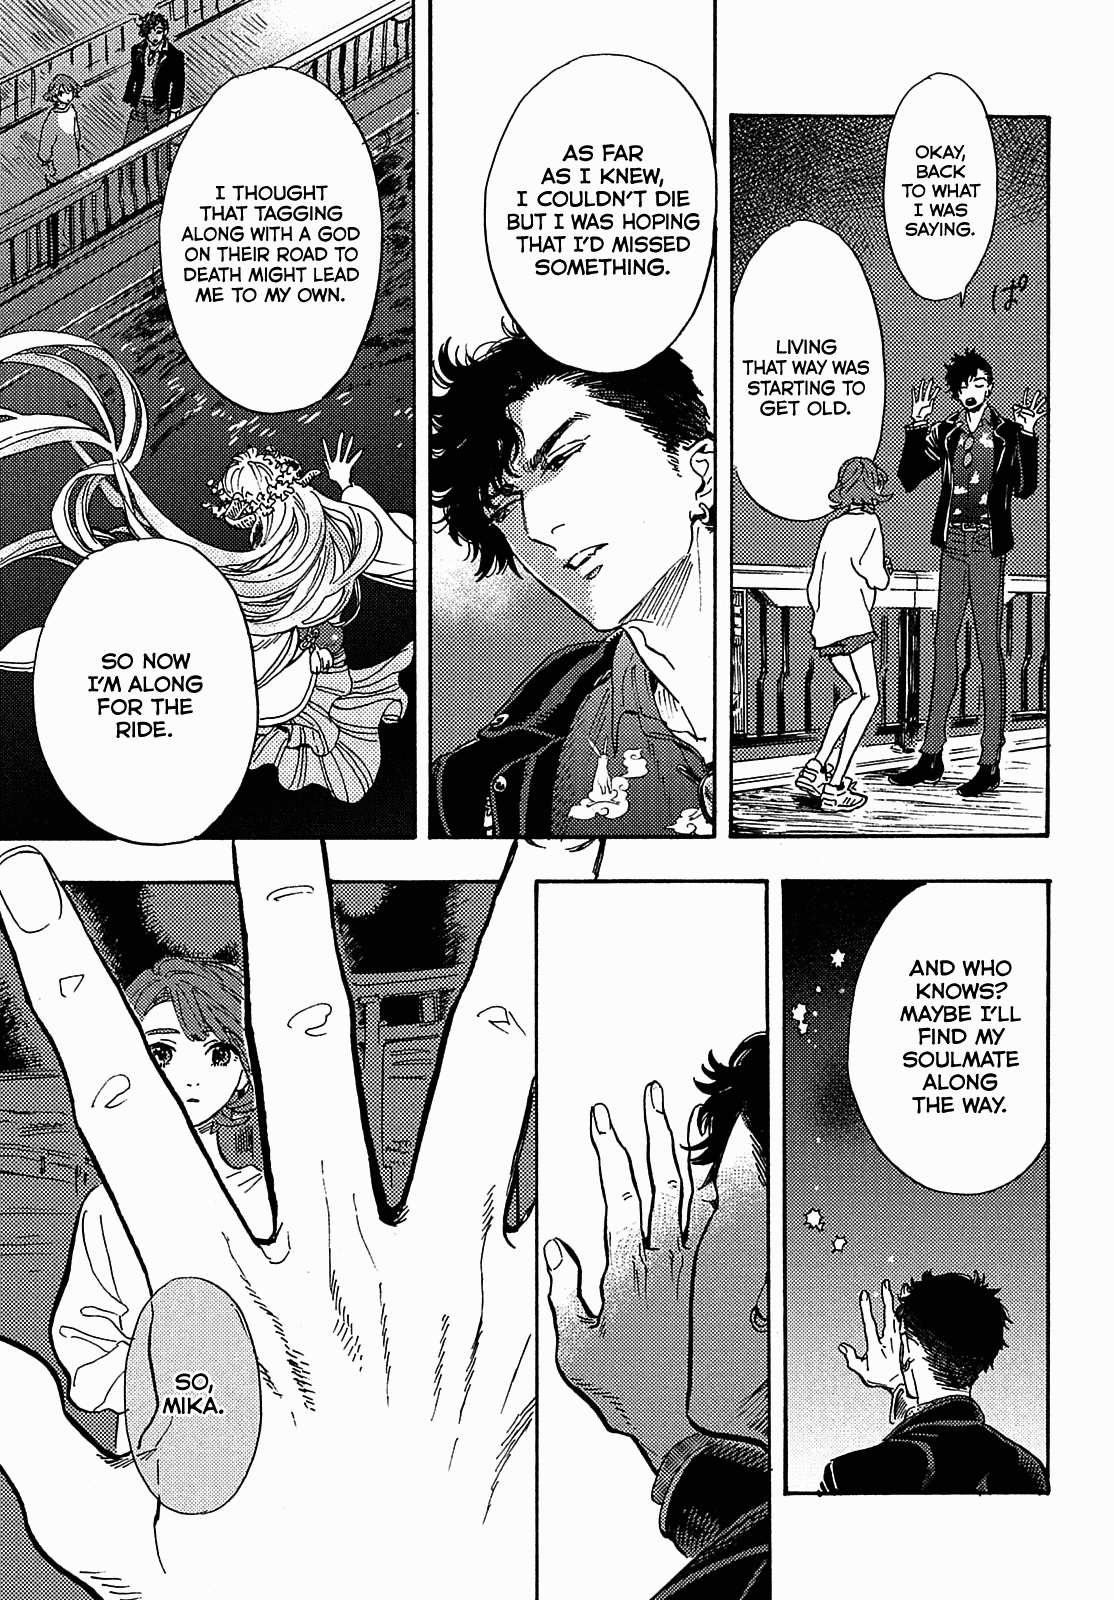 OKAY,
BACK
TO WHAT
I WAS
SAYING.
ぱ
LIVING
THAT WAY WAS
STARTING TO
GET OLD.
AS FAR
AS I KNEW,
I COULDN'T DIE
BUT I WAS HOPING
THAT I'D MISSED
SOMETHING.
I THOUGHT
THAT TAGGING
ALONG WITH A GOD
ON THEIR ROAD TO
DEATH MIGHT LEAD
ME TO MY OWN.
SO NOW
I'M ALONG
FOR THE
RIDE.
AND WHO
KNOWS?
MAYBE I'LL
FIND MY
SOULMATE
ALONG
THE WAY.
SO,
MIKA.